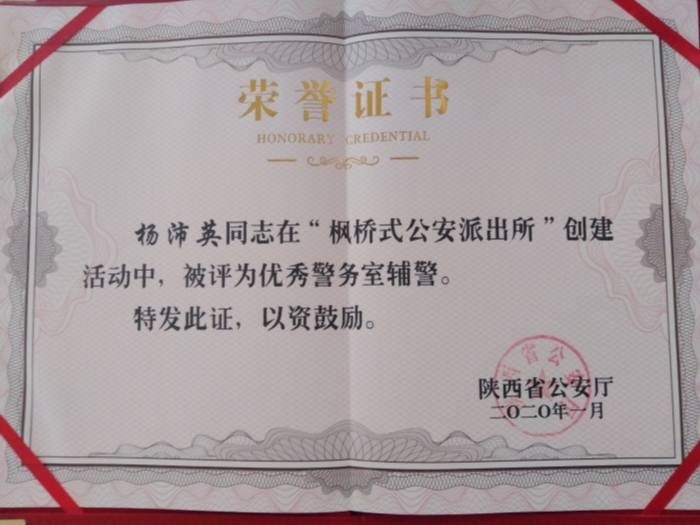 荣誉证书
HONORARY CREDENTIAL
杨沛英同志在“枫桥式公安派出所”创建
活动中，被评为优秀警务室辅警。
特发此证，以资鼓励。
陕西省公安厅
二〇二〇年一月